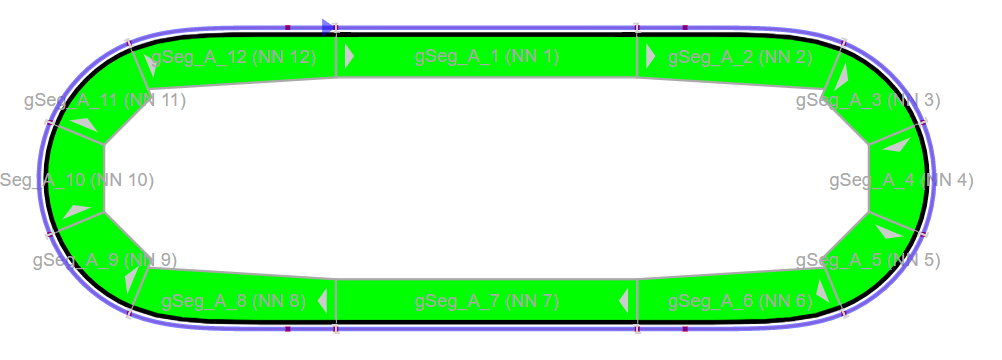 gSeg_A_12 (NN 12)
gSeg_A_1 (NN 1)
gSeg_A_2 (NN 2)
gSeg_A_11 (NN 11)
gSeg_A_3 (NN 3)
Seg_A_10 (NN 10)
gSeg_A_4 (NN 4)
gSeg_A_9 (NN 9)
gSeg_A_5 (NN 5)
gSeg_A_8 (NN 8)
gSeg_A_7 (NN 7)
gSeg_A_6 (NN 6)